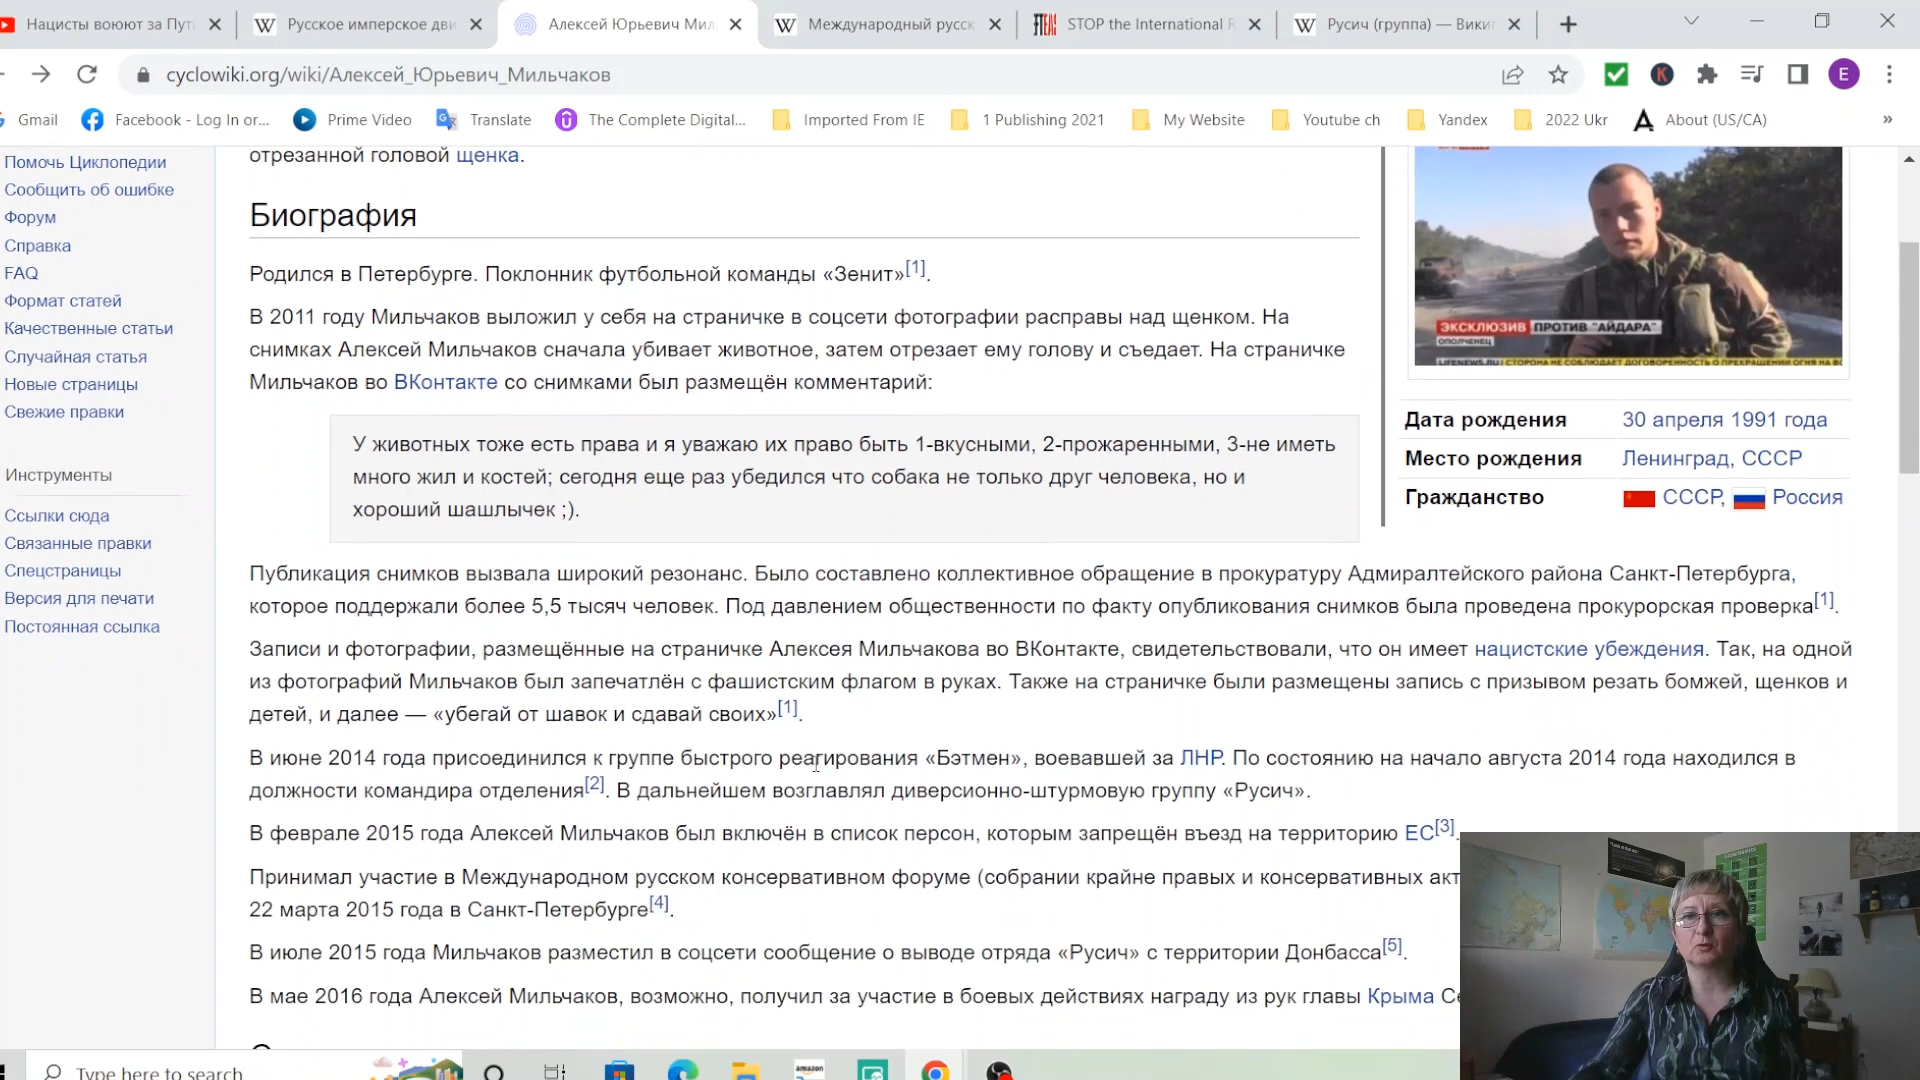 Нацисты воюют за Пут
Русское имперское дви
Алексей Юрьевич Мил
Международный русск
STOP the International R
Русич (группа) — Вики
cyclowiki.org/wiki/Алексей_Юрьевич_Мильчаков
E
Gmail
Facebook - Log In or...
Prime Video
Translate
The Complete Digital...
Imported From IE
1 Publishing 2021
My Website
Youtube ch
Yandex
2022 Ukr
About (US/CA)
»
Помочь Циклопедии
Сообщить об ошибке
Форум
Справка
FAQ
Формат статей
Качественные статьи
Случайная статья
Новые страницы
Свежие правки
Инструменты
Ссылки сюда
Связанные правки
Спецстраницы
Версия для печати
Постоянная ссылка
отрезанной головой щенка.
Биография
Родился в Петербурге. Поклонник футбольной команды «Зенит»[1].
В 2011 году Мильчаков выложил у себя на страничке в соцсети фотографии расправы над щенком. На
снимках Алексей Мильчаков сначала убивает животное, затем отрезает ему голову и съедает. На страничке
Мильчаков во ВКонтакте со снимками был размещён комментарий:
У животных тоже есть права и я уважаю их право быть 1-вкусными, 2-прожаренными, 3-не иметь
много жил и костей; сегодня еще раз убедился что собака не только друг человека, но и
хороший шашлычек ;).
Публикация снимков вызвала широкий резонанс. Было составлено коллективное обращение в прокуратуру Адмиралтейского района Санкт-Петербурга,
которое поддержали более 5,5 тысяч человек. Под давлением общественности по факту опубликования снимков была проведена прокурорская проверка[1].
Записи и фотографии, размещённые на страничке Алексея Мильчакова во ВКонтакте, свидетельствовали, что он имеет нацистские убеждения. Так, на одной
из фотографий Мильчаков был запечатлён с фашистским флагом в руках. Также на страничке были размещены запись с призывом резать бомжей, щенков и
детей, и далее — «убегай от шавок и сдавай своих»[1].
В июне 2014 года присоединился к группе быстрого реагирования «Бэтмен», воевавшей за ЛНР. По состоянию на начало августа 2014 года находился в
должности командира отделения[2]. В дальнейшем возглавлял диверсионно-штурмовую группу «Русич».
В феврале 2015 года Алексей Мильчаков был включён в список персон, которым запрещён въезд на территорию ЕС[3].
Принимал участие в Международном русском консервативном форуме (собрании крайне правых и консервативных акт
22 марта 2015 года в Санкт-Петербурге[4].
В июле 2015 года Мильчаков разместил в соцсети сообщение о выводе отряда «Русич» с территории Донбасса[5].
В мае 2016 года Алексей Мильчаков, возможно, получил за участие в боевых действиях награду из рук главы Крыма Се
ЭКСКЛЮЗИВ ПРОТИВ "АЙДАРА"
ОПОЛЧЕНЕЦ
LIFENEWS.RU СТОРОНА НЕ СОБЛЮДАЕТ ДОГОВОРЕННОСТЬ О ПРЕКРАЩЕНИИ ОГНЯ НА
Дата рождения 30 апреля 1991 года
Место рождения Ленинград, СССР
Гражданство СССР, Россия
Type here to search
amazon